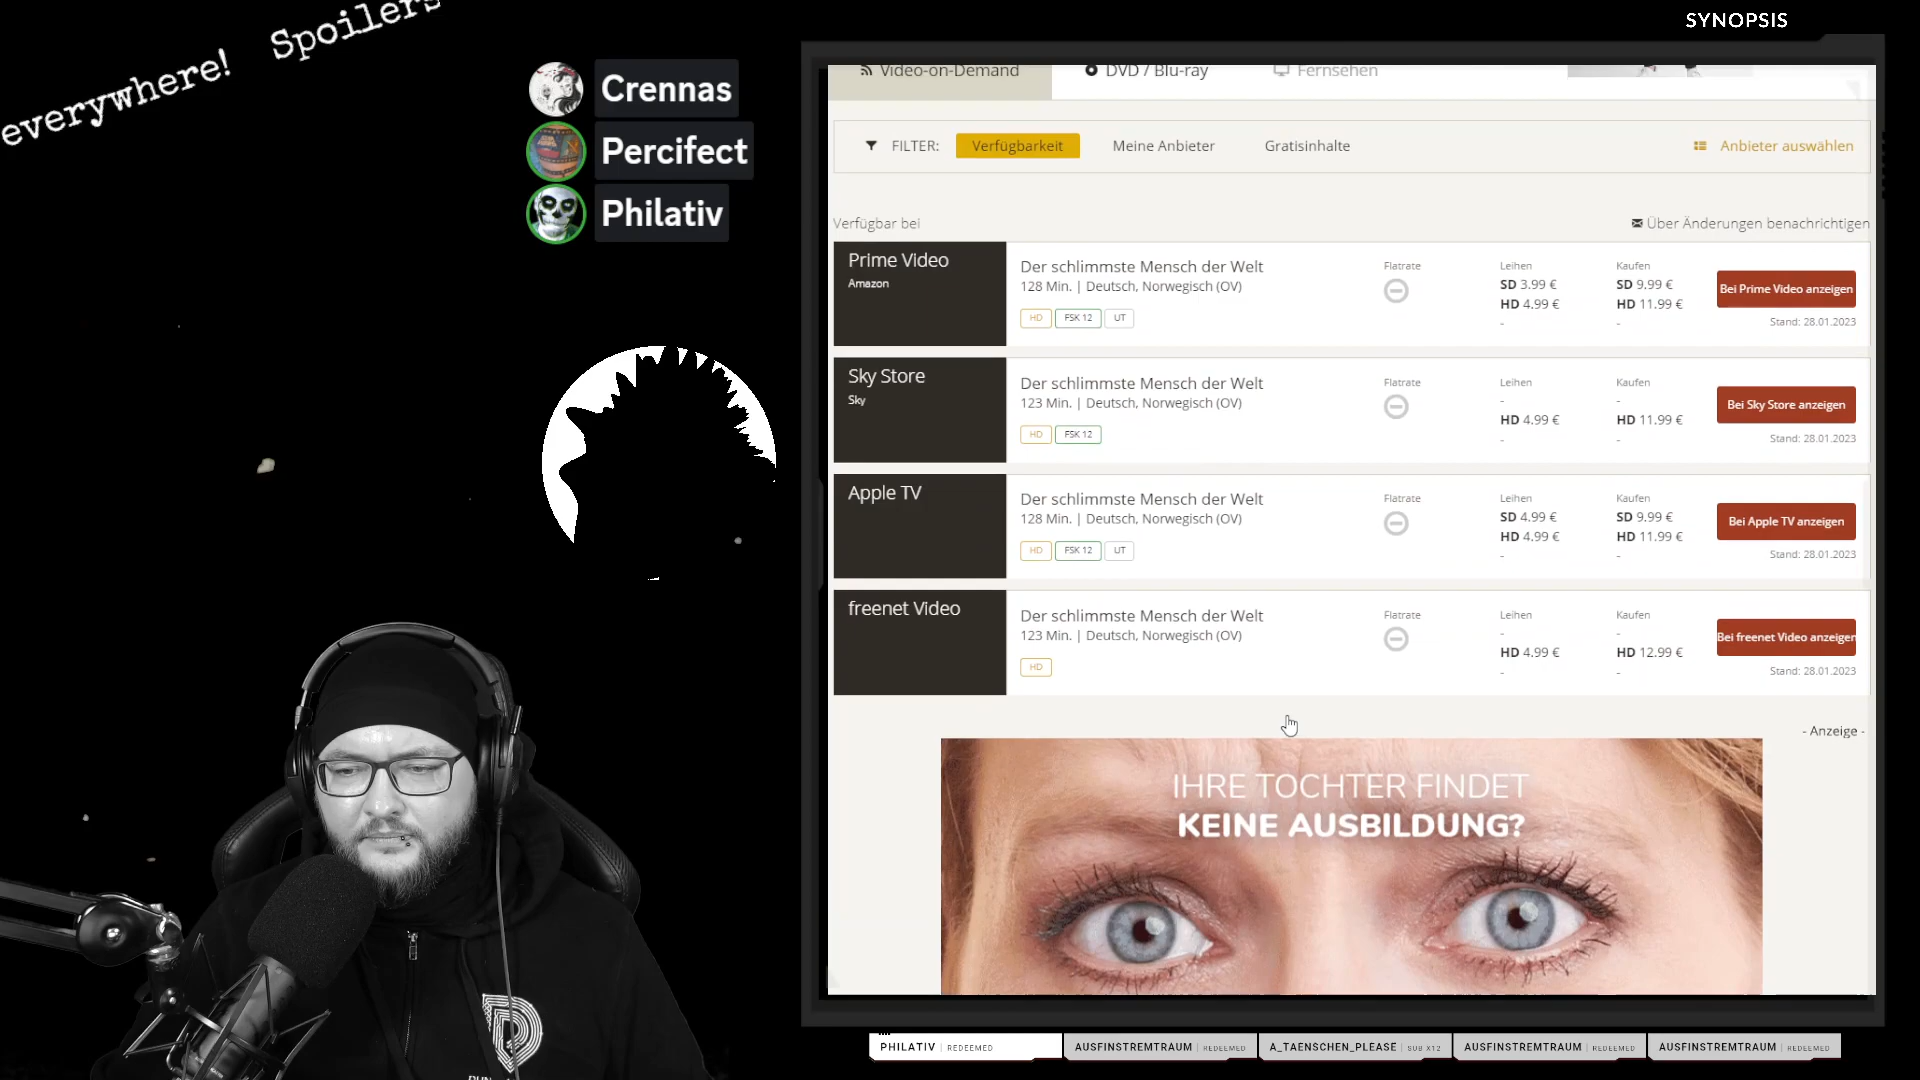 everywhere! Spoilers
SYNOPSIS
Crennas
Percifect
Philativ
Video-on-Demand
DVD / Blu-ray
Fernsehen
FILTER:
Verfügbarkeit
Meine Anbieter
Gratisinhalte
Anbieter auswählen
Verfügbar bei
Über Änderungen benachrichtigen
Prime Video
Amazon
Der schlimmste Mensch der Welt
128 Min. | Deutsch, Norwegisch (OV)
HD FSK 12 UT
Flatrate
Leihen
SD 3.99 €
HD 4.99 €
-
Kaufen
SD 9.99 €
HD 11.99 €
-
Bei Prime Video anzeigen
Stand: 28.01.2023
Sky Store
Sky
Der schlimmste Mensch der Welt
123 Min. | Deutsch, Norwegisch (OV)
HD FSK 12
Flatrate
Leihen
-
HD 4.99 €
-
Kaufen
-
HD 11.99 €
-
Bei Sky Store anzeigen
Stand: 28.01.2023
Apple TV
Der schlimmste Mensch der Welt
128 Min. | Deutsch, Norwegisch (OV)
HD FSK 12 UT
Flatrate
Leihen
SD 4.99 €
HD 4.99 €
-
Kaufen
SD 9.99 €
HD 11.99 €
-
Bei Apple TV anzeigen
Stand: 28.01.2023
freenet Video
Der schlimmste Mensch der Welt
123 Min. | Deutsch, Norwegisch (OV)
HD
Flatrate
Leihen
-
HD 4.99 €
-
Kaufen
-
HD 12.99 €
-
Bei freenet Video anzeigen
Stand: 28.01.2023
- Anzeige -
IHRE TOCHTER FINDET
KEINE AUSBILDUNG?
PHILATIV | REDEEMED
AUSFINSTREMTRAUM | REDEEMED
A_TAENSCHEN_PLEASE | SUB X12
AUSFINSTREMTRAUM | REDEEMED
AUSFINSTREMTRAUM | REDEEMED